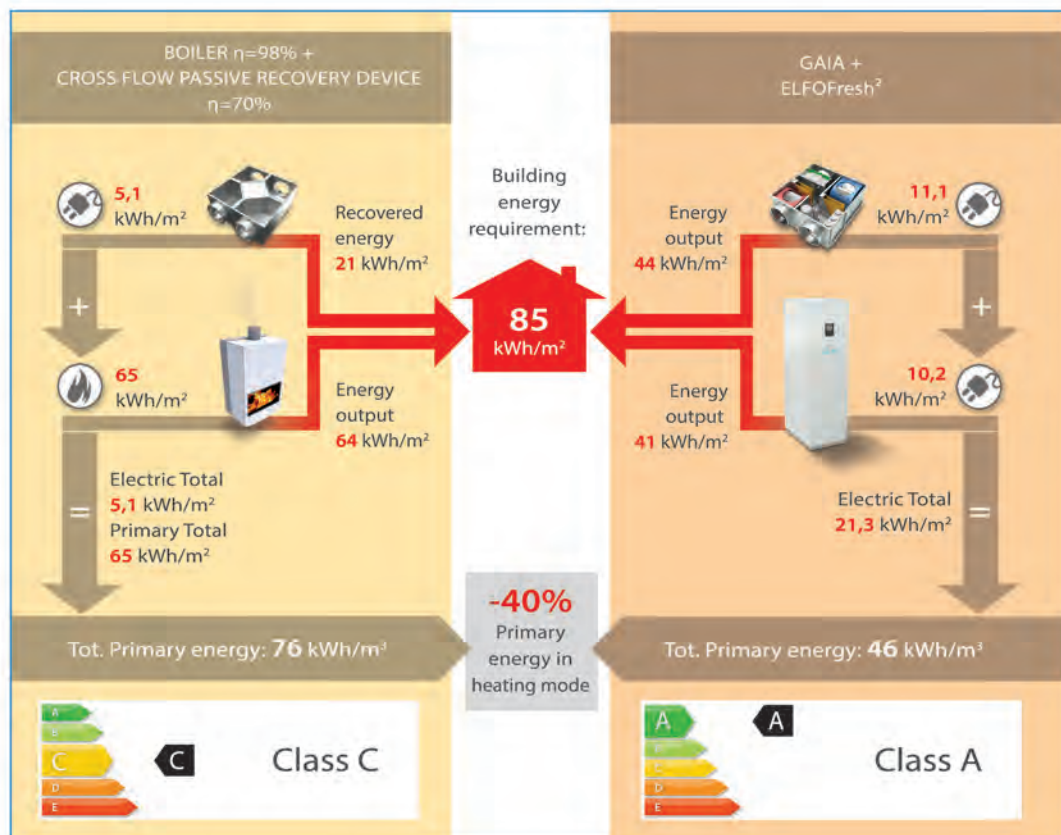 BOILER η=98% +
CROSS FLOW PASSIVE RECOVERY DEVICE
η=70%
5,1
kWh/m²
Recovered
energy
21 kWh/m²
+
65
kWh/m²
Energy
output
64 kWh/m²
Electric Total
5,1 kWh/m²
Primary Total
65 kWh/m²
=
Tot. Primary energy: 76 kWh/m³
A
B
C
D
E
C
Class C
Building
energy
requirement:
85
kWh/m²
-40%
Primary
energy in
heating mode
GAIA +
ELFOFresh²
11,1
kWh/m²
Energy
output
44 kWh/m²
+
10,2
kWh/m²
Energy
output
41 kWh/m²
Electric Total
21,3 kWh/m²
=
Tot. Primary energy: 46 kWh/m³
A
B
C
D
E
A
Class A